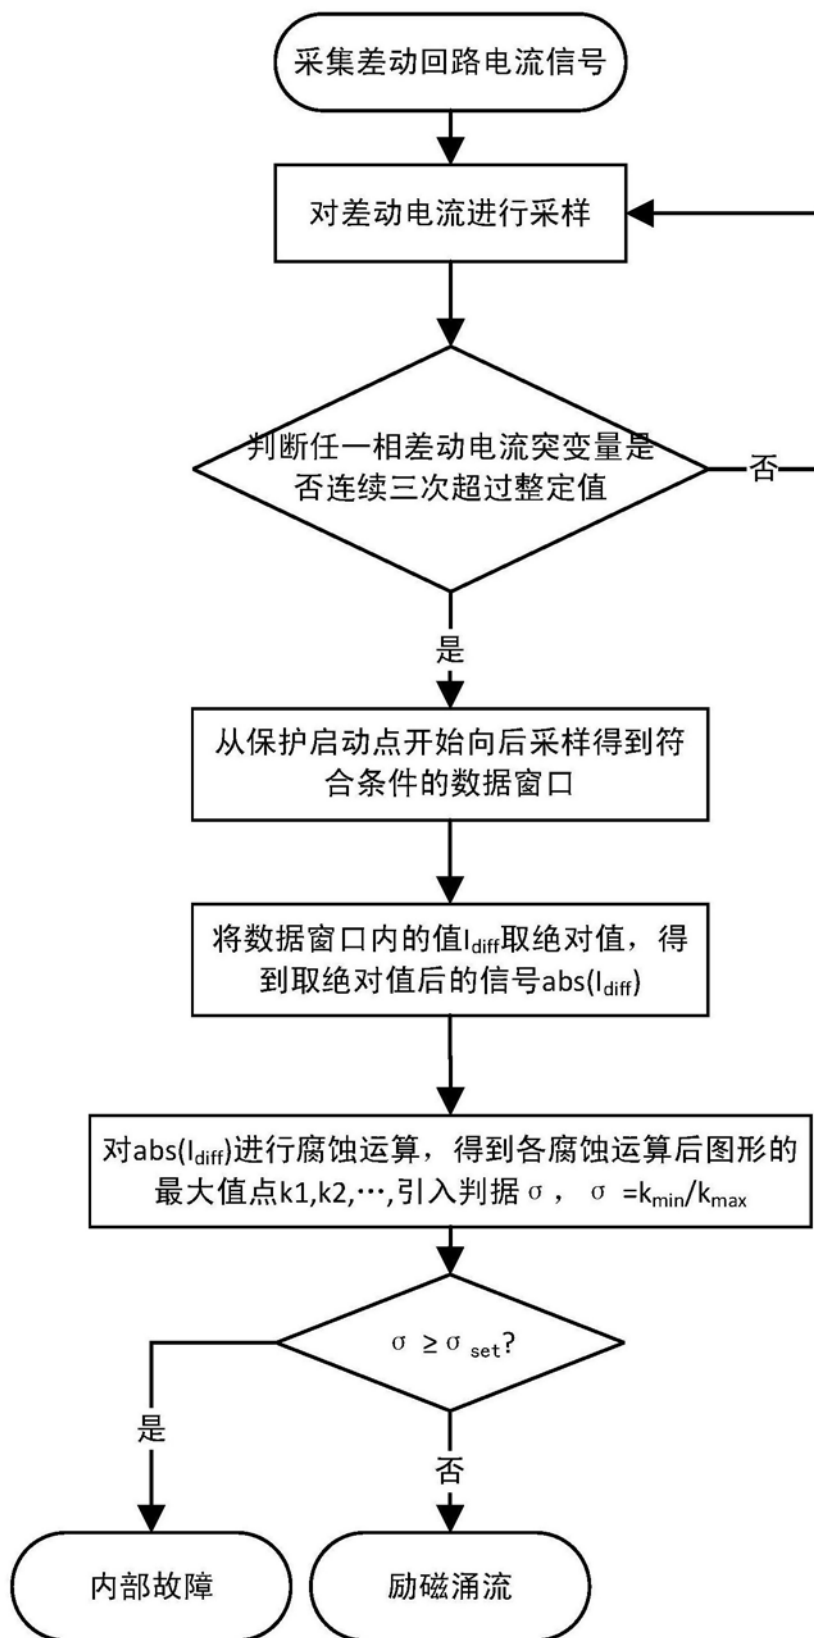 采集差动回路电流信号
对差动电流进行采样
判断任一相差动电流突变量是
否连续三次超过整定值
否
是
从保护启动点开始向后采样得到符
合条件的数据窗口
将数据窗口内的值Idiff取绝对值，得
到取绝对值后的信号abs(Idiff)
对abs(Idiff)进行腐蚀运算，得到各腐蚀运算后图形的
最大值点k1,k2,…,引入判据σ，σ=kmin/kmax
σ ≥σset?
是
否
内部故障
励磁涌流